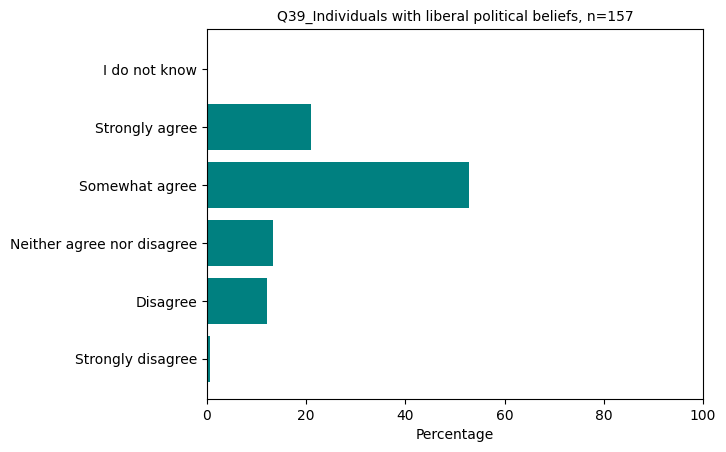 Q39_Individuals with liberal political beliefs, n=157
I do not know
Strongly agree
Somewhat agree
Neither agree nor disagree
Disagree
Strongly disagree
0 20 40 60 80 100
Percentage